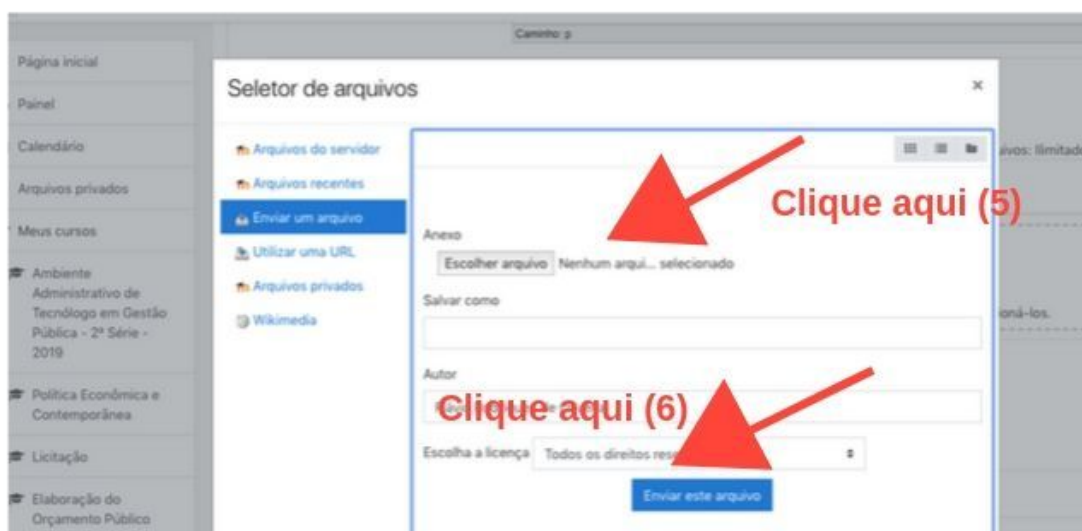 Caminho: p
Página inicial
Seletor de arquivos
×
Painel
Calendário
Arquivos do servidor
ivos: Ilimitado
Arquivos privados
Arquivos recentes
Clique aqui (5)
Enviar um arquivo
Meus cursos
Anexo
Utilizar uma URL
Escolher arquivo Nenhum arqui... selecionado
Ambiente
Administrativo de
Tecnólogo em Gestão
Pública - 2ª Série -
2019
Arquivos privados
Salvar como
Wikimedia
oná-los.
Autor
Política Econômica e
Contemporânea
Clique aqui (6)
Escolha a licença Todos os direitos rese
Licitação
Enviar este arquivo
Elaboração do
Orçamento Público